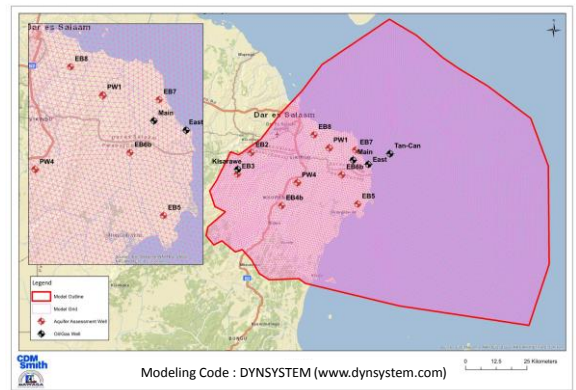 Dar es Salaam
EB8
PW1
EB7
Main
East
EB6b
PW4
EB5
Dar es Salaam
EB8
EB2
PW1
EB7
Main
Tan-Can
East
Kisarawe
EB3
EB6b
PW4
EB4b
EB5
Legend
Model Outline
Model Grid
Aquifer Assessment Well
Oil/Gas Well
CDM
Smith
Modeling Code : DYNSYSTEM (www.dynsystem.com)
0 12.5 25 Kilometers